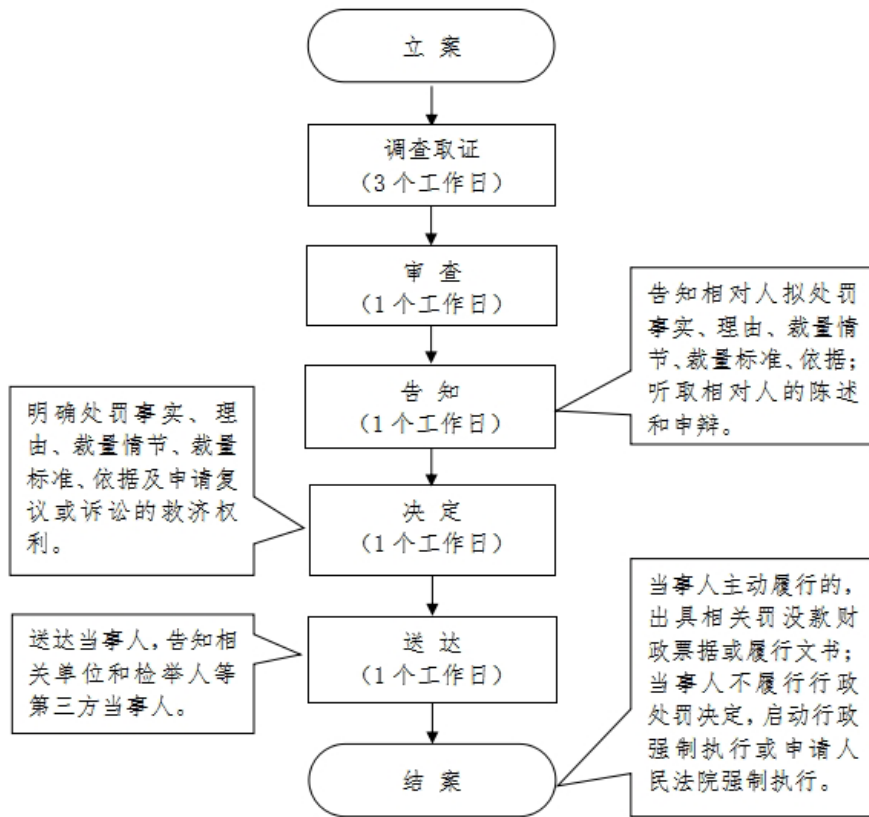 立 案
调查取证
（3 个工作日）
审 查
（1 个工作日）
告知相对人拟处罚
事实、理由、裁量情
节、裁量标准、依据；
听取相对人的陈述
和申辩。
告 知
（1 个工作日）
明确处罚事实、理
由、裁量情节、裁量
标准、依据及申请复
议或诉讼的救济权
利。
决 定
（1 个工作日）
送 达
（1 个工作日）
送达当事人，告知相
关单位和检举人等
第三方当事人。
当事人主动履行的，
出具相关罚没款财
政票据或履行文书；
当事人不履行行政
处罚决定，启动行政
强制执行或申请人
民法院强制执行。
结 案